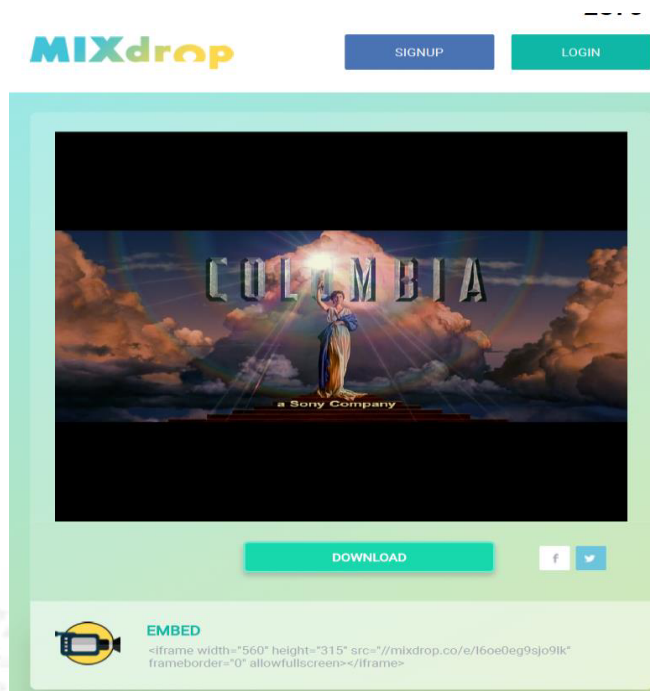 MIXdrop
SIGNUP
LOGIN
COLUMBIA
a Sony Company
DOWNLOAD
EMBED
<iframe width="560" height="315" src="//mixdrop.co/e/l6oe0eg9sjo9lk"
frameborder="0" allowfullscreen></iframe>